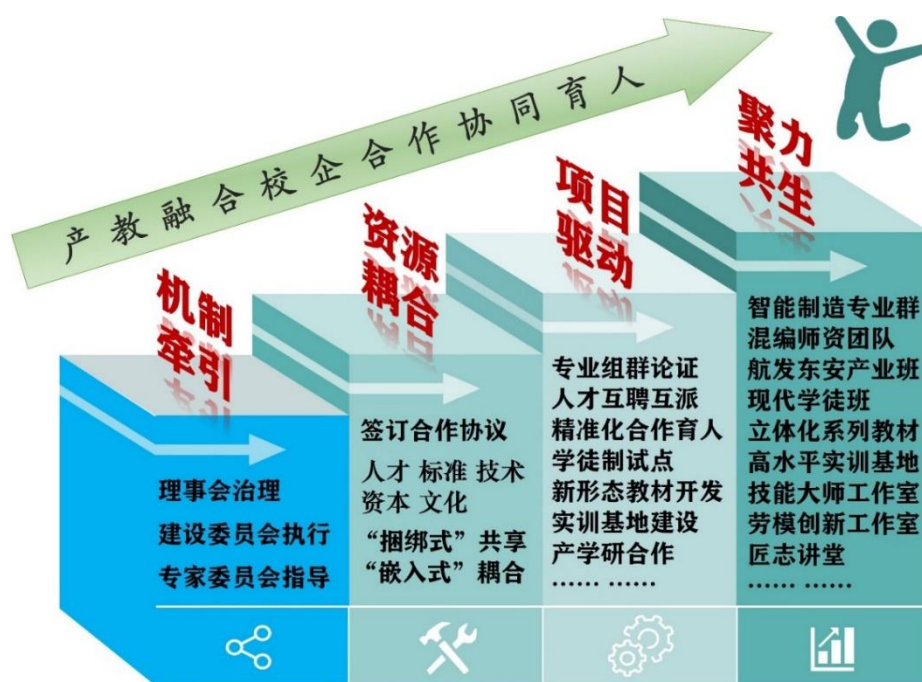 产教融合校企合作协同育人
机制
牵引
理事会治理
建设委员会执行
专家委员会指导
资源
耦合
签订合作协议
人才 标准 技术
资本 文化
“捆绑式”共享
“嵌入式”耦合
项目
驱动
专业组群论证
人才互聘互派
精准化合作育人
学徒制试点
新形态教材开发
实训基地建设
产学研合作
…… ……
聚力
共生
智能制造专业群
混编师资团队
航发东安产业班
现代学徒班
立体化系列教材
高水平实训基地
技能大师工作室
劳模创新工作室
匠志讲堂
…… ……